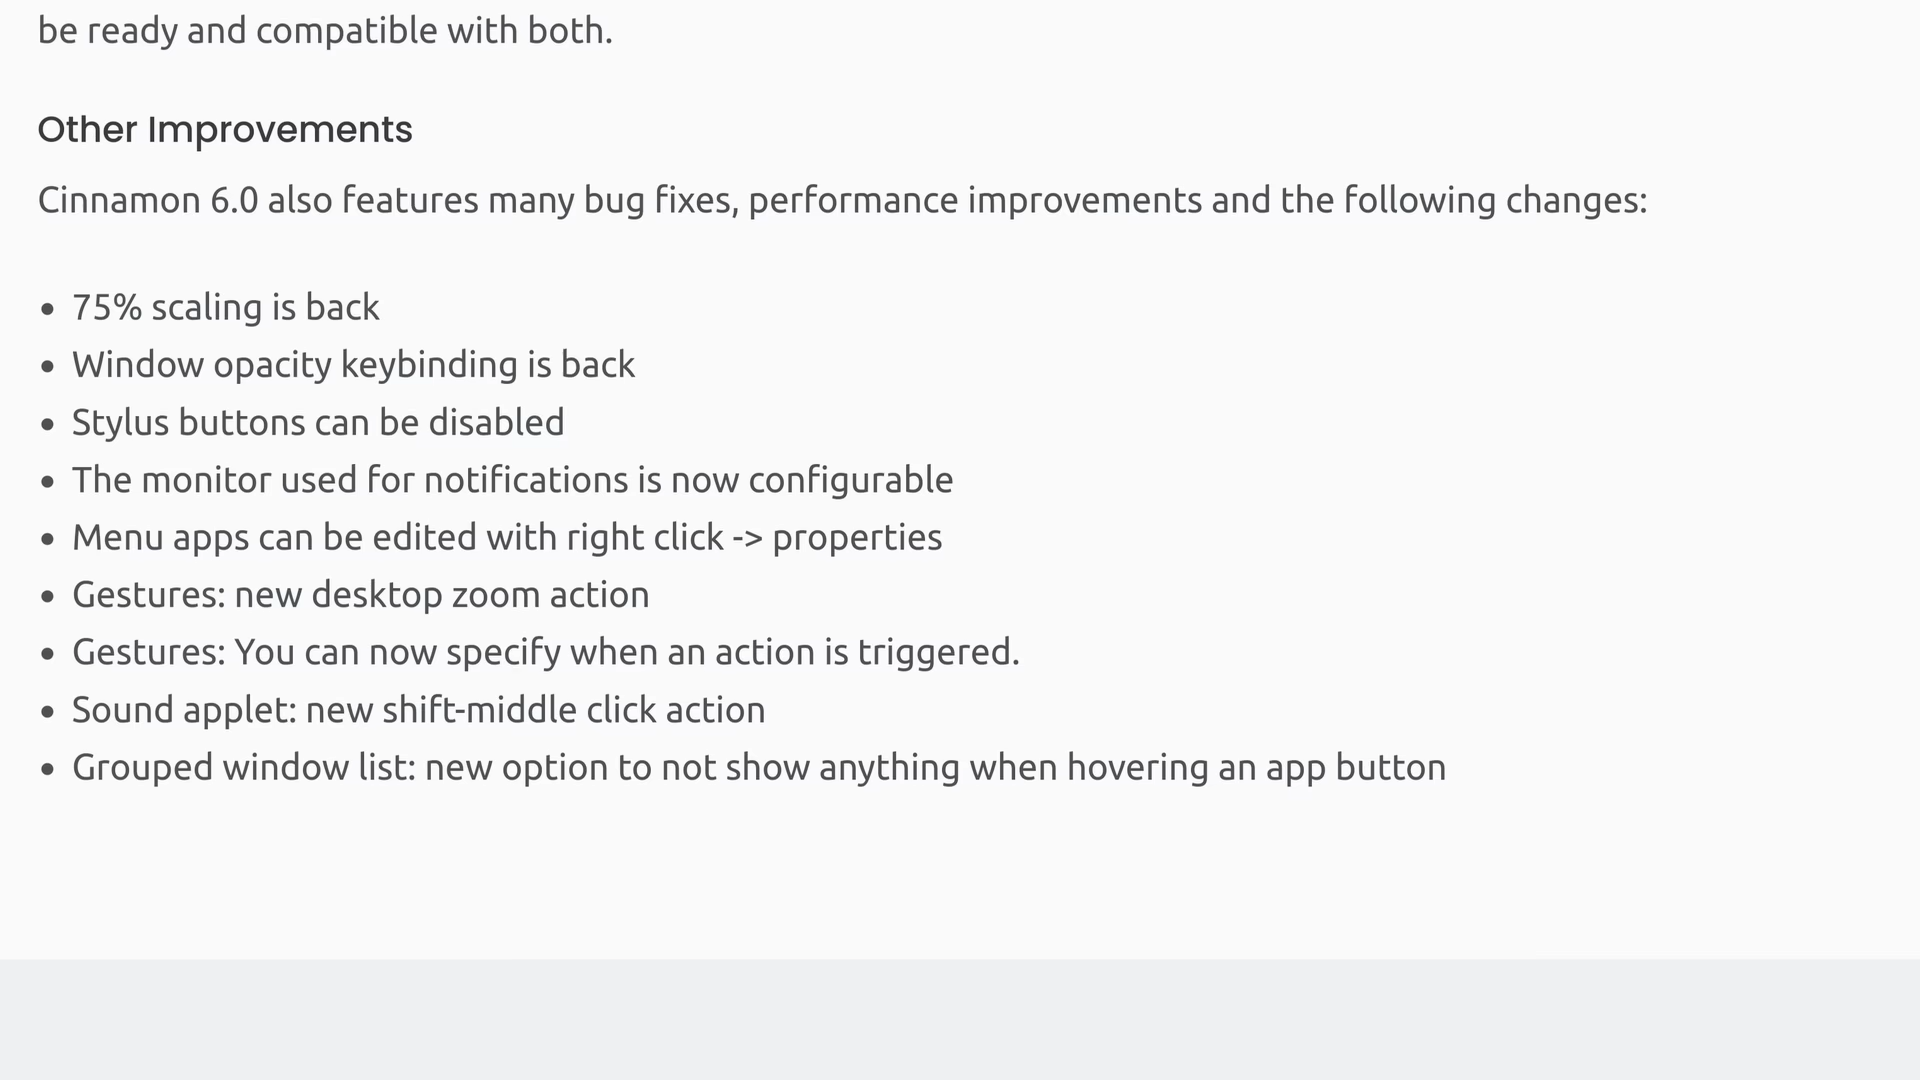 be ready and compatible with both.
Other Improvements
Cinnamon 6.0 also features many bug fixes, performance improvements and the following changes:
• 75% scaling is back
• Window opacity keybinding is back
• Stylus buttons can be disabled
• The monitor used for notifications is now configurable
• Menu apps can be edited with right click -> properties
• Gestures: new desktop zoom action
• Gestures: You can now specify when an action is triggered.
• Sound applet: new shift-middle click action
• Grouped window list: new option to not show anything when hovering an app button